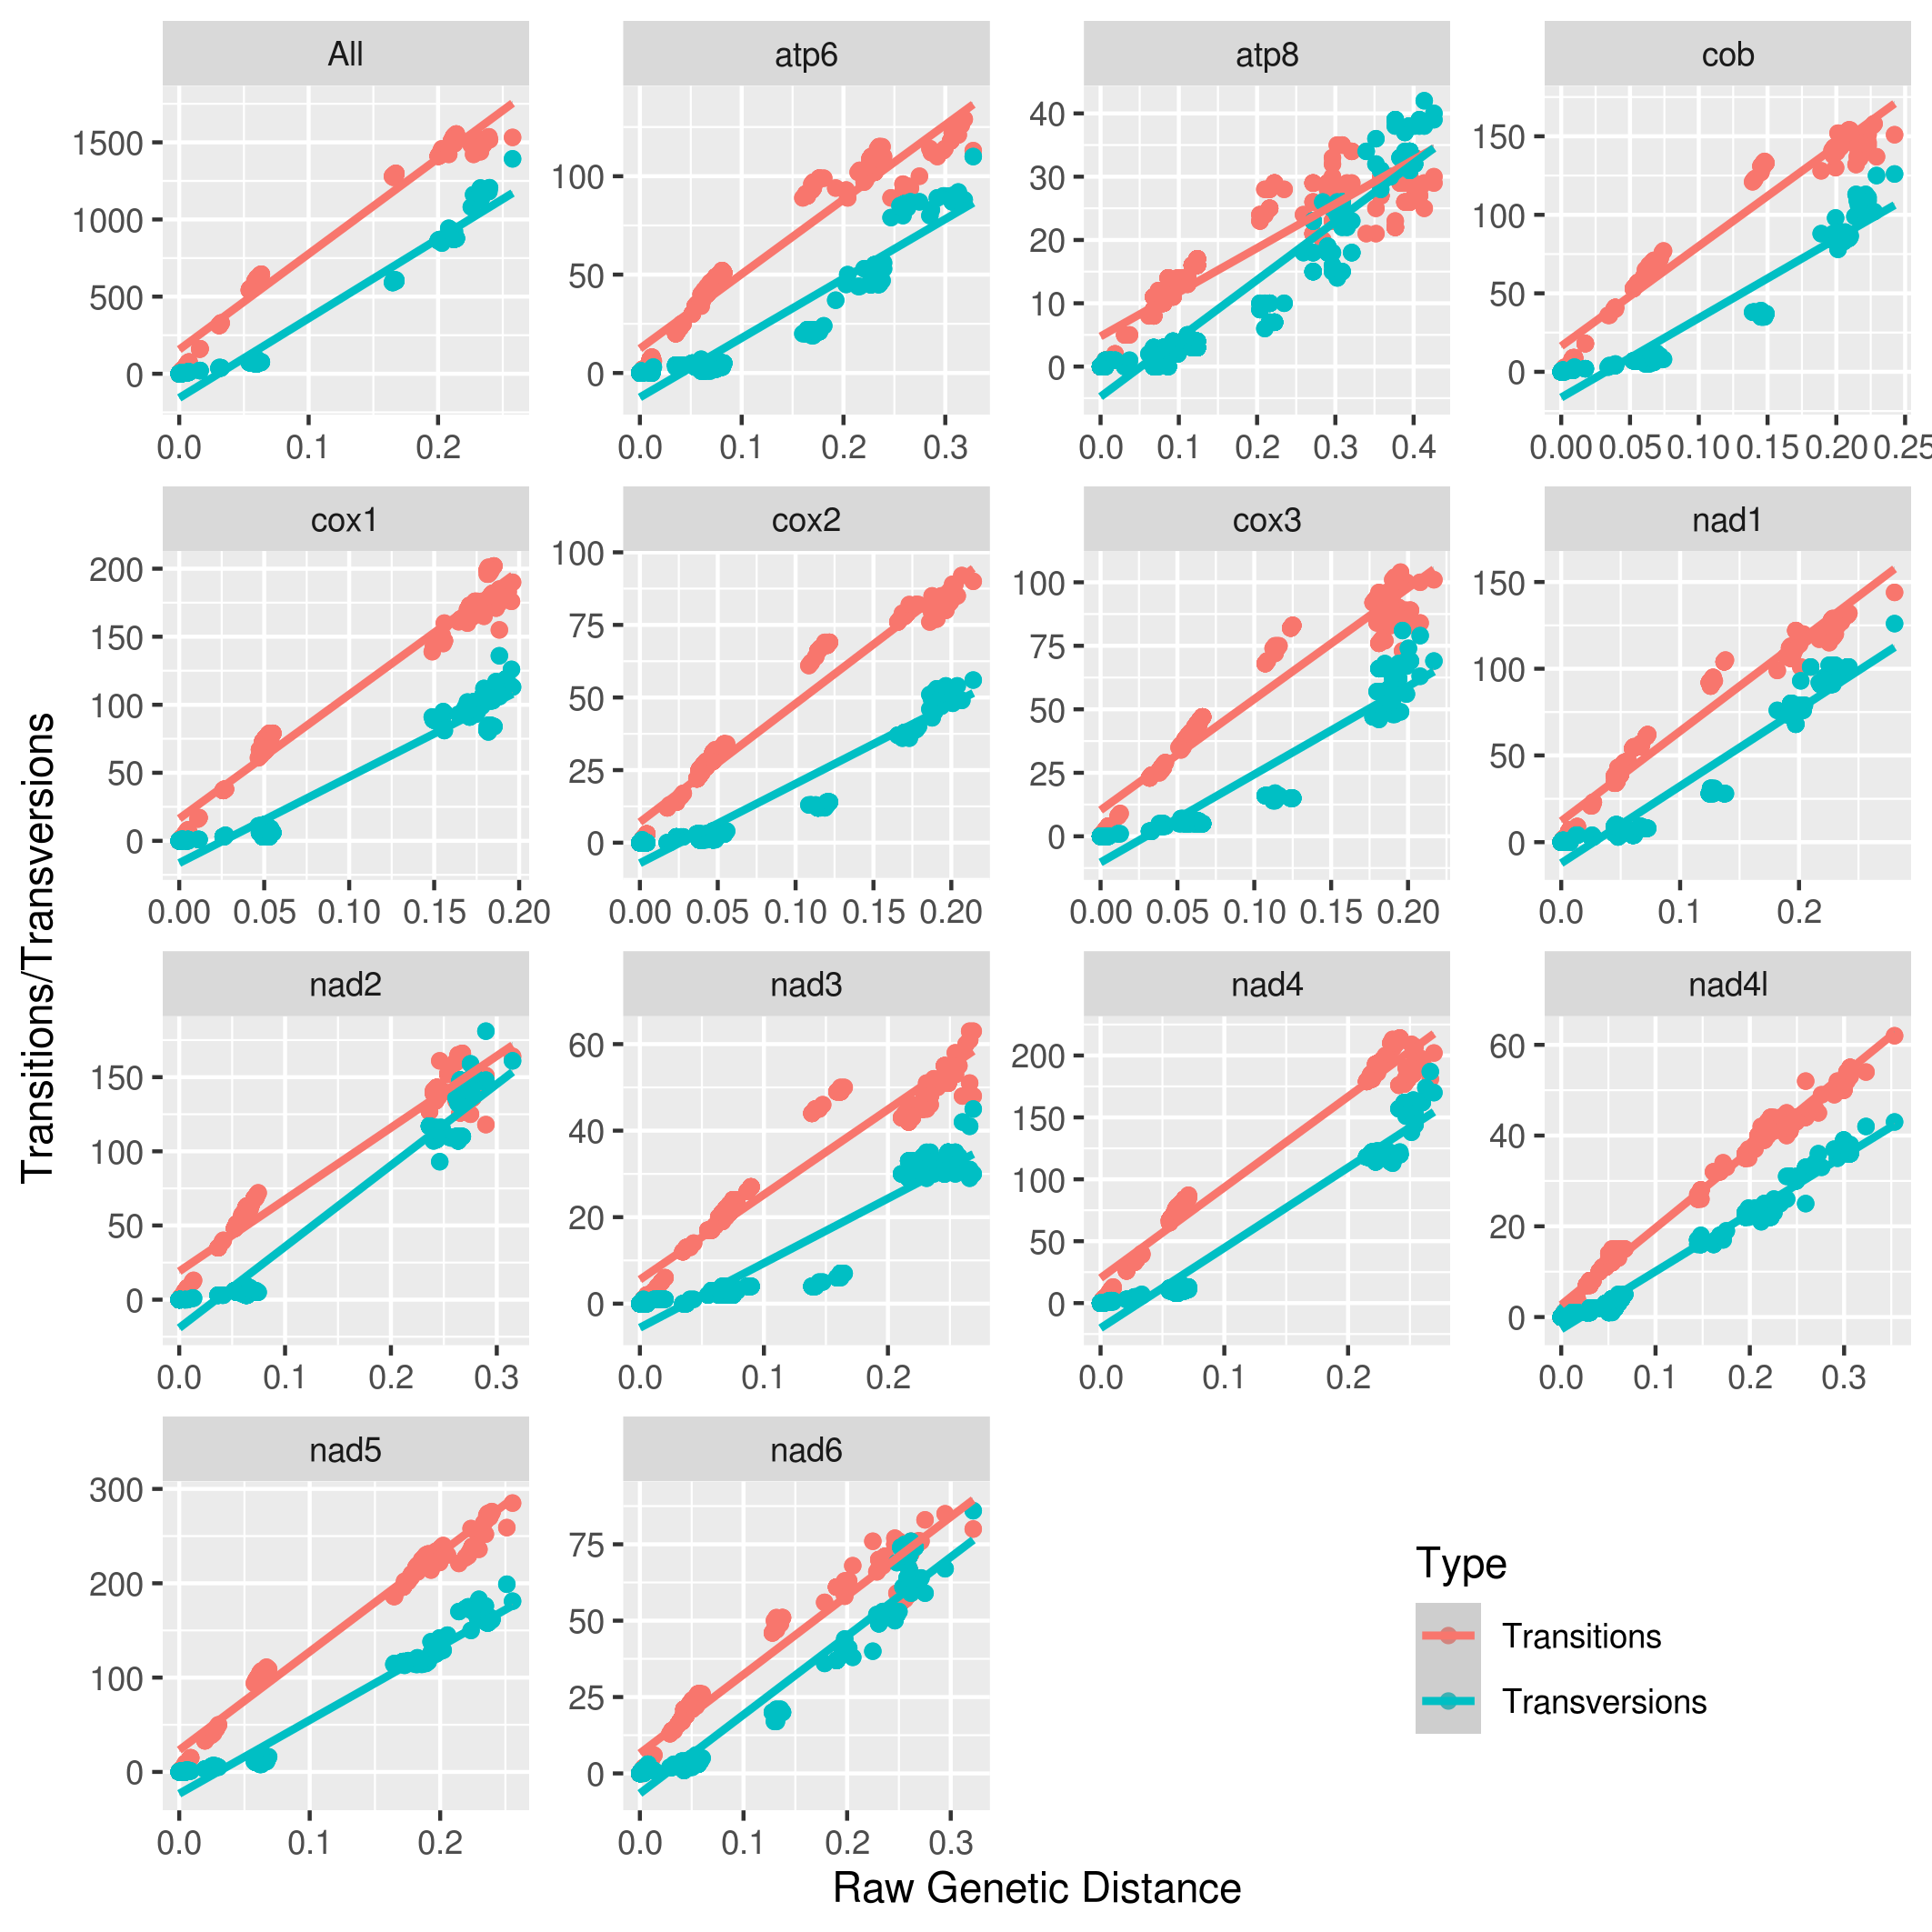 All atp6 atp8 cob
1500
1000
500
0
0.0 0.1 0.2
100
50
0
0.0 0.1 0.2 0.3
40
30
20
10
0
0.0 0.1 0.2 0.3 0.4
150
100
50
0
0.00 0.05 0.10 0.15 0.20 0.25
cox1 cox2 cox3 nad1
200
150
100
50
0
0.00 0.05 0.10 0.15 0.20
100
75
50
25
0
0.00 0.05 0.10 0.15 0.20
100
75
50
25
0
0.00 0.05 0.10 0.15 0.20
150
100
50
0
0.0 0.1 0.2
nad2 nad3 nad4 nad4l
150
100
50
0
0.0 0.1 0.2 0.3
60
40
20
0
0.0 0.1 0.2
200
150
100
50
0
0.0 0.1 0.2
60
40
20
0
0.0 0.1 0.2 0.3
nad5 nad6
300
200
100
0
0.0 0.1 0.2
75
50
25
0
0.0 0.1 0.2 0.3
Transitions/Transversions
Raw Genetic Distance
Type
Transitions
Transversions